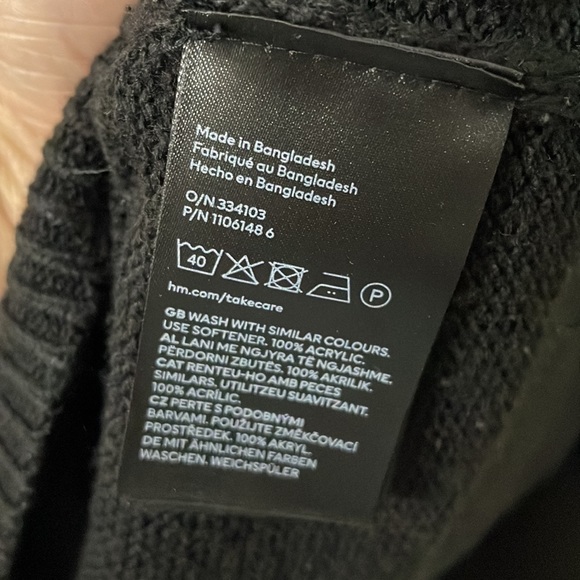 Made in Bangladesh
Fabriqué au Bangladesh
Hecho en Bangladesh
O/N 334103
P/N 1106148 6
40
P
hm.com/takecare
GB WASH WITH SIMILAR COLOURS.
USE SOFTENER. 100% ACRYLIC.
AL LANI ME NGJYRA TË NGJASHME.
PËRDORNI ZBUTËS. 100% AKRILIK.
CAT RENTEU-HO AMB PECES
SIMILARS, UTILITZEU SUAVITZANT.
100% ACRÍLIC.
CZ PERTE S PODOBNÝMI
BARVAMI. POUŽIJTE ZMĚKČOVACÍ
PROSTŘEDEK. 100% AKRYL.
DE MIT ÄHNLICHEN FARBEN
WASCHEN. WEICHSPÜLER